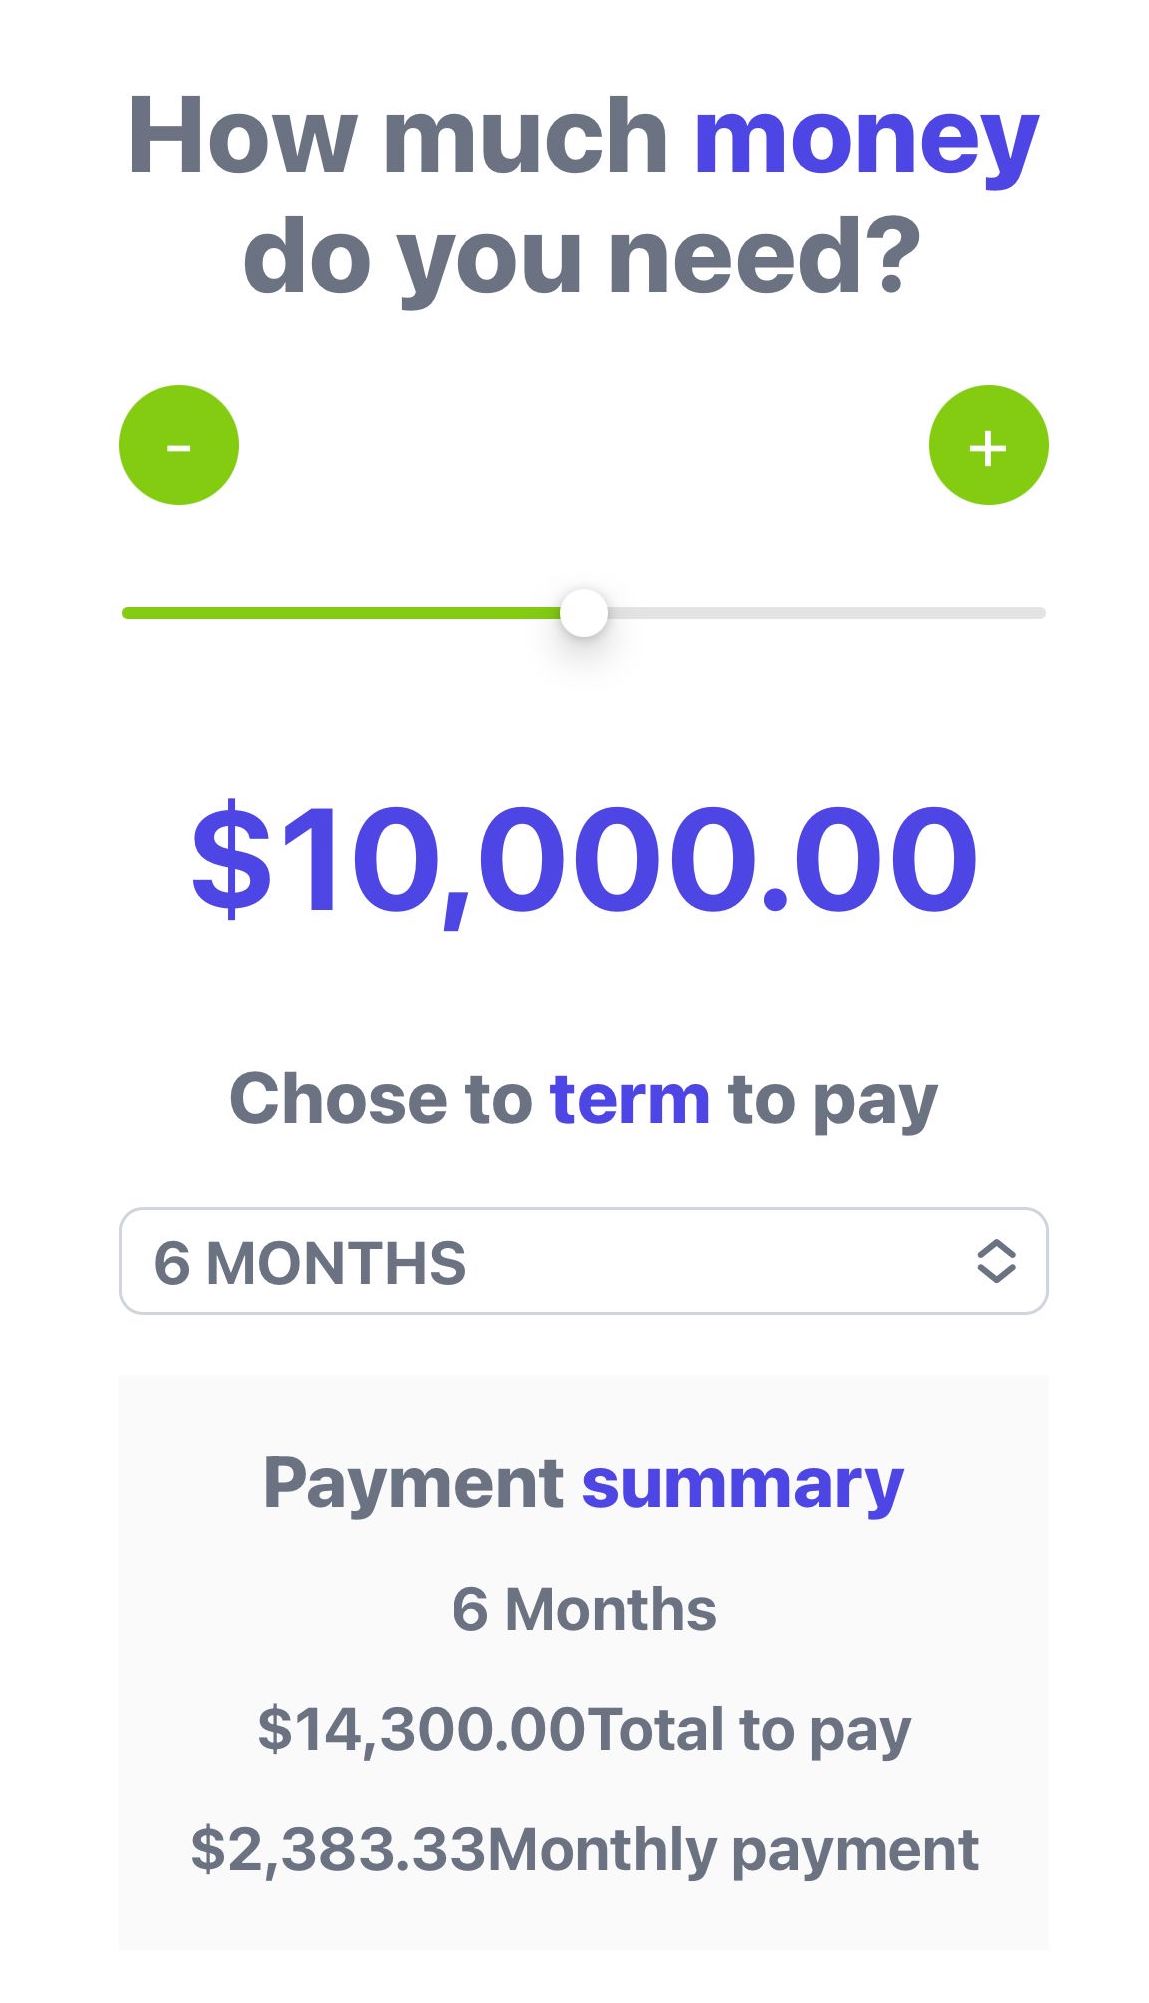 How much money
do you need?
- +
$10,000.00
Chose to term to pay
6 MONTHS
Payment summary
6 Months
$14,300.00Total to pay
$2,383.33Monthly payment